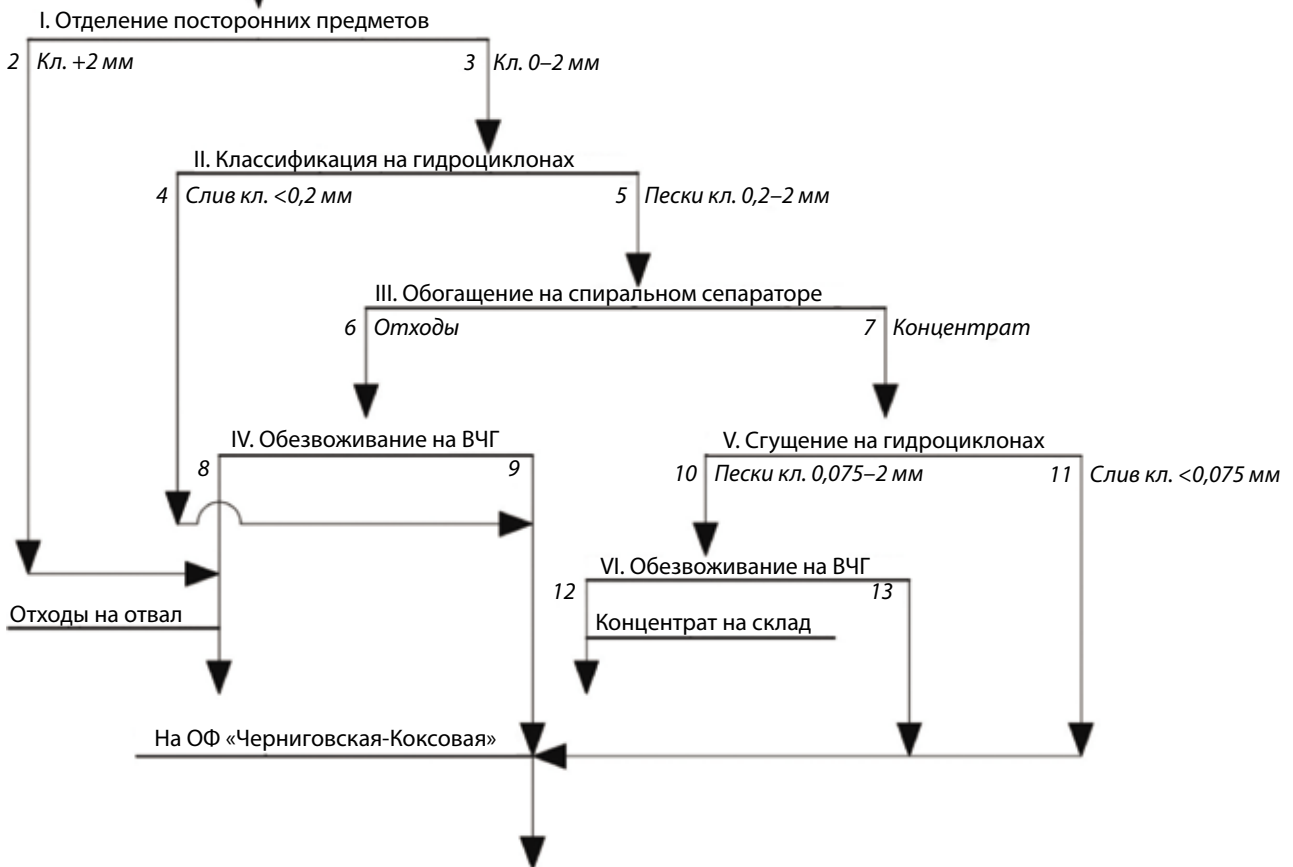 I. Отделение посторонних предметов
2 Кл. +2 мм
3 Кл. 0–2 мм
II. Классификация на гидроциклонах
4 Слив кл. <0,2 мм
5 Пески кл. 0,2–2 мм
III. Обогащение на спиральном сепараторе
6 Отходы
7 Концентрат
IV. Обезвоживание на ВЧГ
V. Сгущение на гидроциклонах
8
9
10 Пески кл. 0,075–2 мм
11 Слив кл. <0,075 мм
VI. Обезвоживание на ВЧГ
12
13
Отходы на отвал
Концентрат на склад
На ОФ «Черниговская-Коксовая»